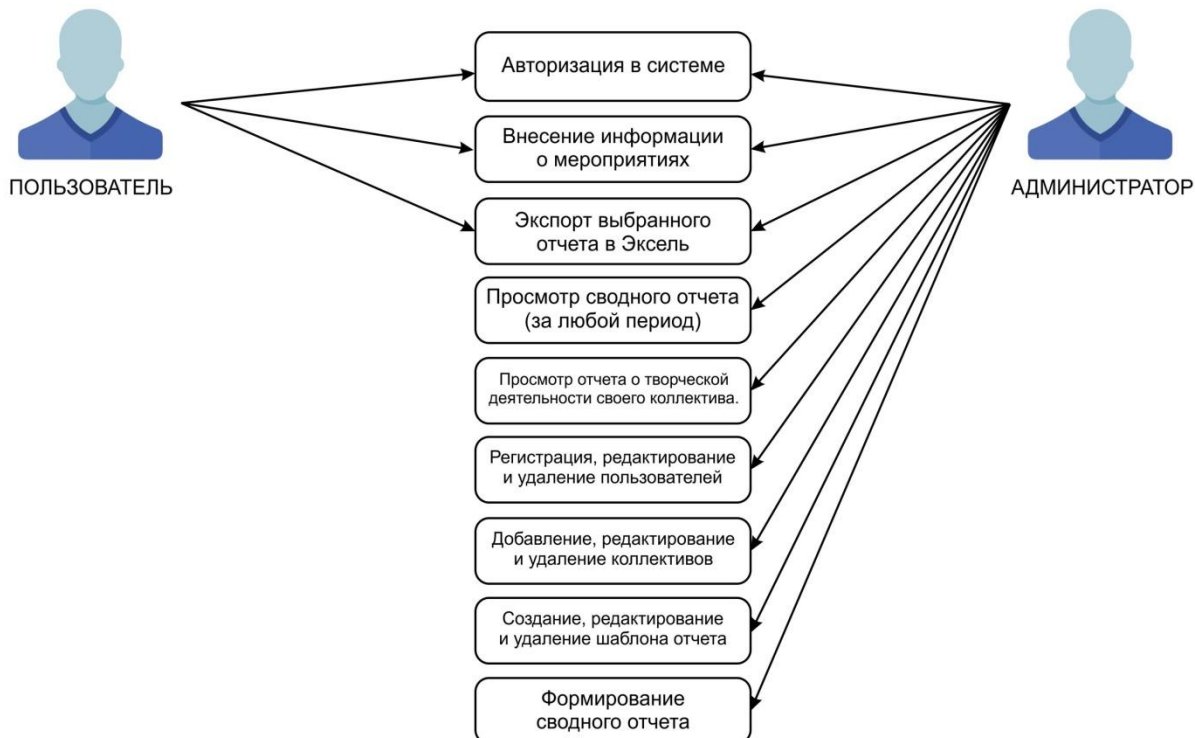 Авторизация в системе
Внесение информации
о мероприятиях
ПОЛЬЗОВАТЕЛЬ
АДМИНИСТРАТОР
Экспорт выбранного
отчета в Эксель
Просмотр сводного отчета
(за любой период)
Просмотр отчета о творческой
деятельности своего коллектива.
Регистрация, редактирование
и удаление пользователей
Добавление, редактирование
и удаление коллективов
Создание, редактирование
и удаление шаблона отчета
Формирование
сводного отчета